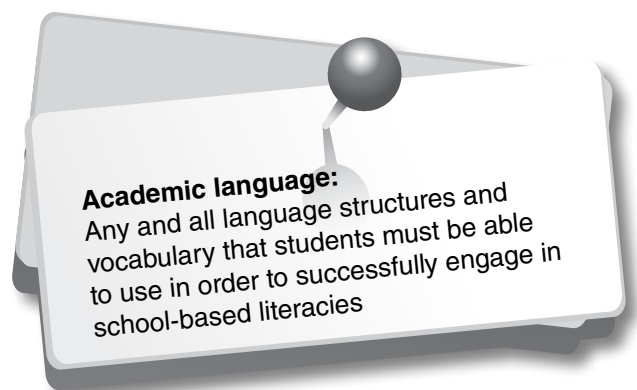 Academic language:
Any and all language structures and
vocabulary that students must be able
to use in order to successfully engage in
school-based literacies